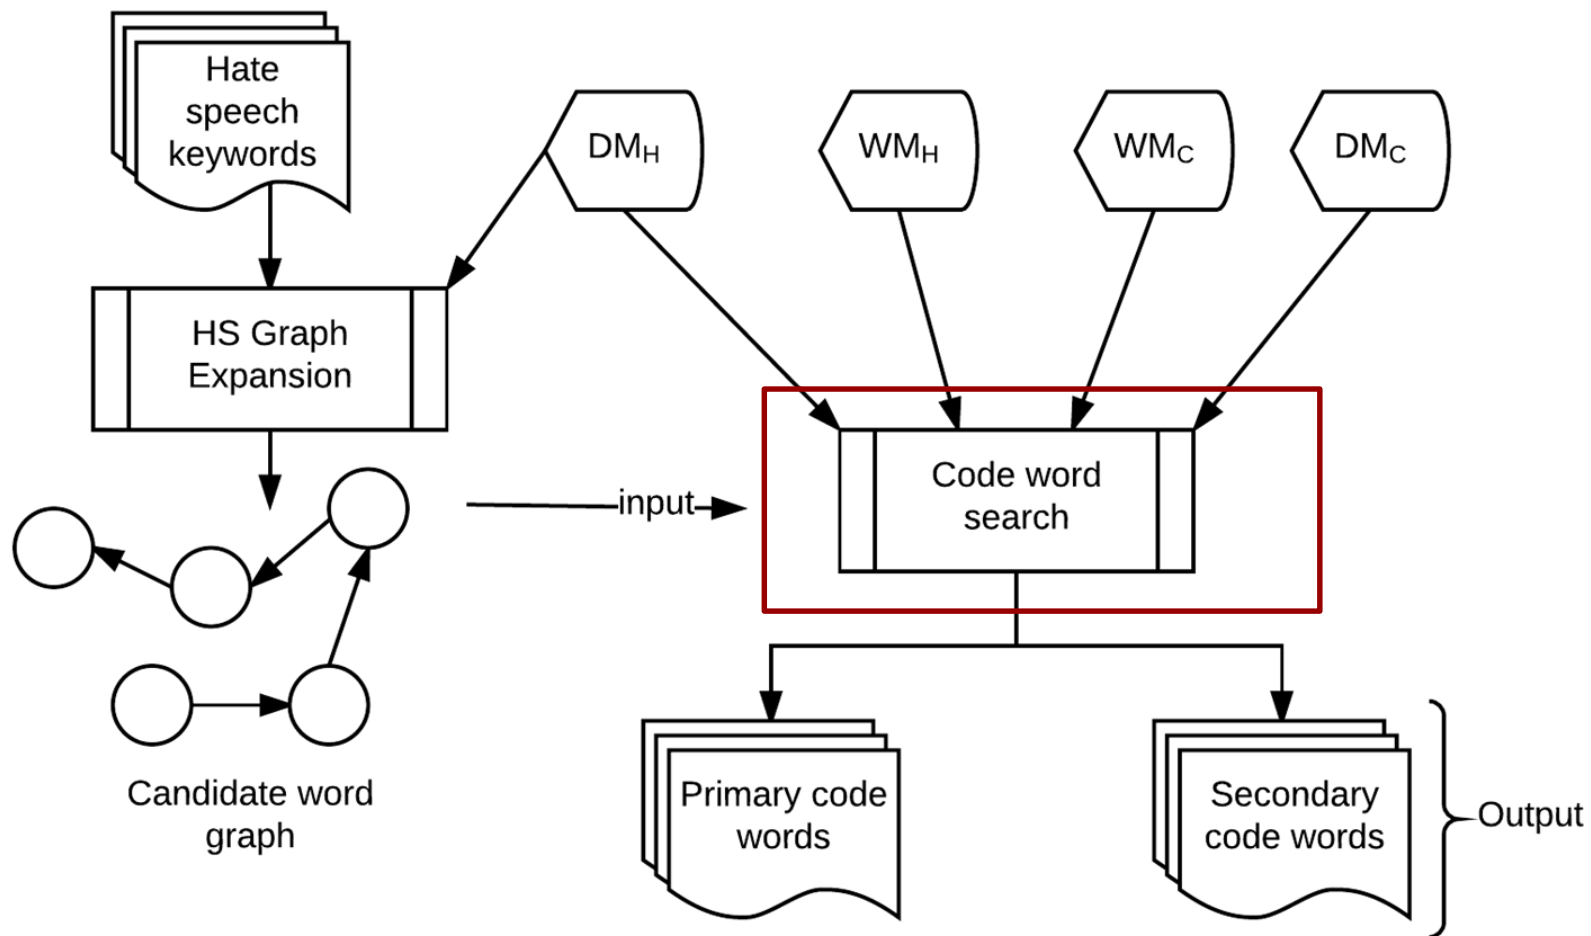 Hate
speech
keywords
DMH
WMH
WMC
DMC
HS Graph
Expansion
input
Code word
search
Candidate word
graph
Primary code
words
Secondary
code words
Output